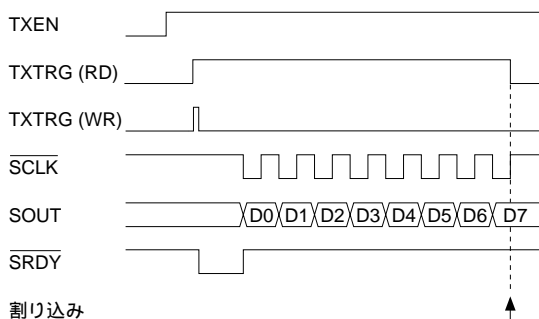 TXEN
TXTRG (RD)
TXTRG (WR)
SCLK
SOUT D0 D1 D2 D3 D4 D5 D6 D7
SRDY
割り込み